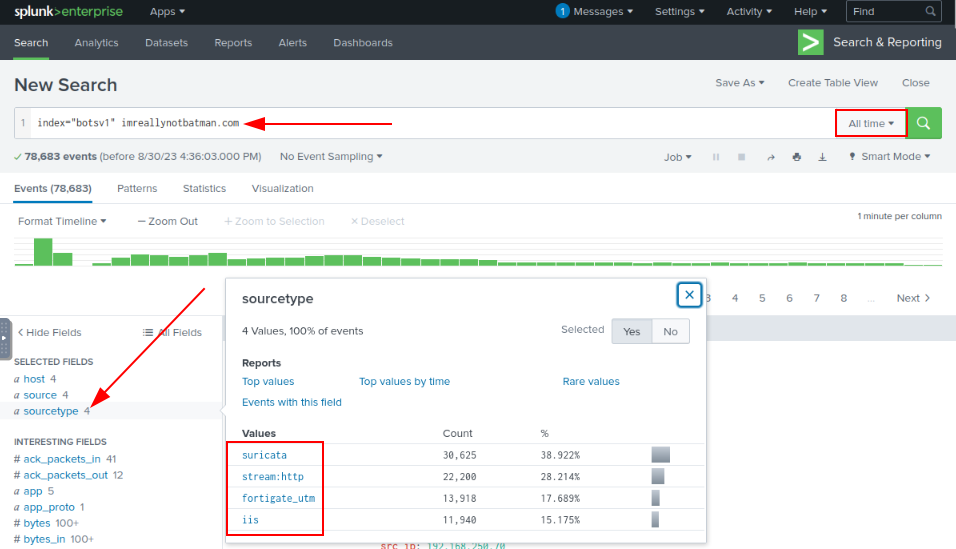 splunk>enterprise Apps 1 Messages Settings Activity Help Find
Search Analytics Datasets Reports Alerts Dashboards > Search & Reporting
New Search Save As Create Table View Close
1 index="botsv1" imreallynotbatman.com All time
78,683 events (before 8/30/23 4:36:03.000 PM) No Event Sampling Job Smart Mode
Events (78,683) Patterns Statistics Visualization
Format Timeline — Zoom Out + Zoom to Selection × Deselect 1 minute per column
sourcetype
3 4 5 6 7 8 ... Next >
4 Values, 100% of events Selected Yes No
< Hide Fields All Fields
SELECTED FIELDS
a host 4
a source 4
a sourcetype 4
Reports
Top values Top values by time Rare values
Events with this field
INTERESTING FIELDS
# ack_packets_in 41
# ack_packets_out 12
a app 5
a app_proto 1
# bytes 100+
# bytes_in 100+
Values Count %
suricata 30,625 38.922%
stream:http 22,200 28.214%
fortigate_utm 13,918 17.689%
iis 11,940 15.175%
src_ip: 192.168.250.70